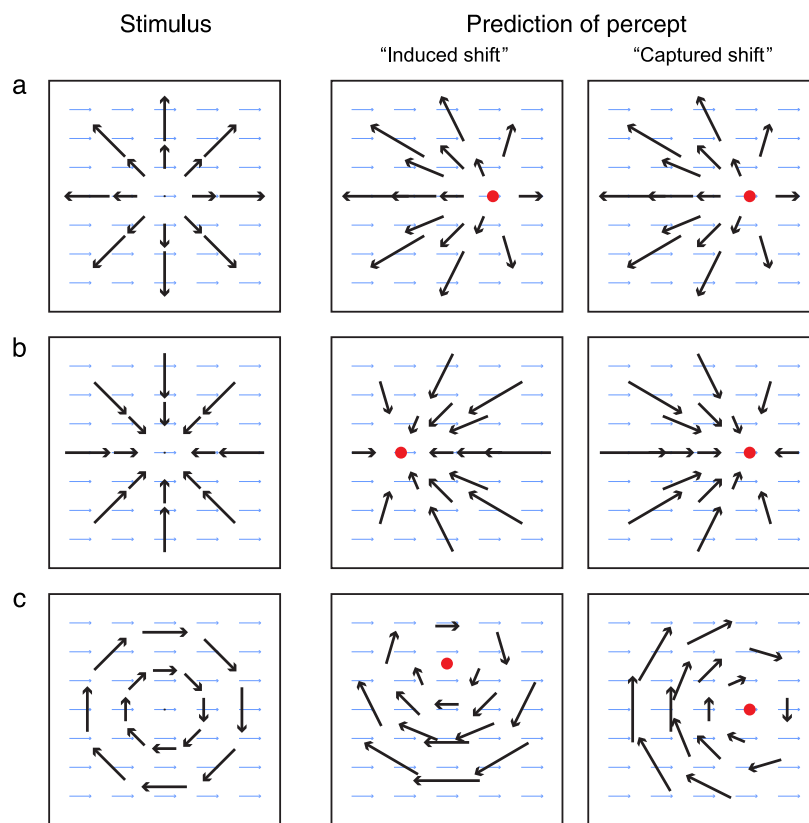 Stimulus
Prediction of percept
“Induced shift”
“Captured shift”
a
b
c